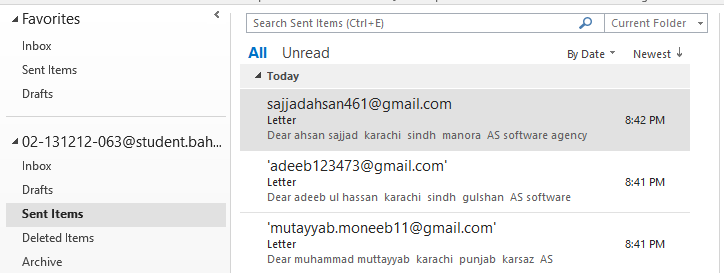 Favorites
Inbox
Sent Items
Drafts
02-131212-063@student.bah...
Inbox
Drafts
Sent Items
Deleted Items
Archive
Search Sent Items (Ctrl+E)
Current Folder
All Unread
By Date Newest
Today
sajjadahsan461@gmail.com
Letter 8:42 PM
Dear ahsan sajjad karachi sindh manora AS software agency
'adeeb123473@gmail.com'
Letter 8:41 PM
Dear adeeb ul hassan karachi sindh gulshan AS software
'mutayyab.moneeb11@gmail.com'
Letter 8:41 PM
Dear muhammad muttayyab karachi punjab karsaz AS